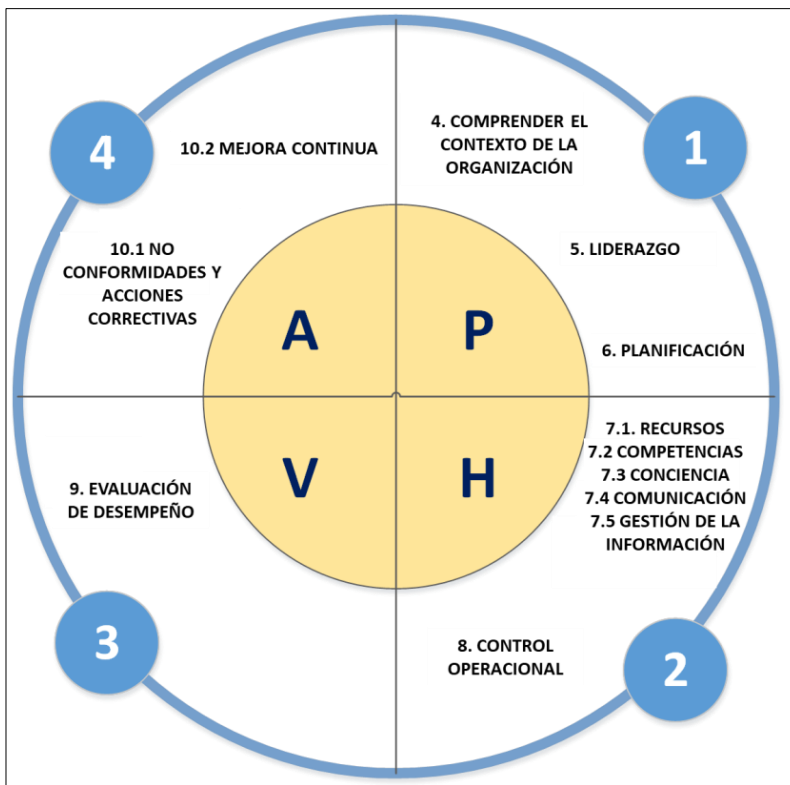 1
4. COMPRENDER EL
CONTEXTO DE LA
ORGANIZACIÓN
5. LIDERAZGO
6. PLANIFICACIÓN
P
2
7.1. RECURSOS
7.2 COMPETENCIAS
7.3 CONCIENCIA
7.4 COMUNICACIÓN
7.5 GESTIÓN DE LA
INFORMACIÓN
8. CONTROL
OPERACIONAL
H
3
9. EVALUACIÓN
DE DESEMPEÑO
V
4
10.2 MEJORA CONTINUA
10.1 NO
CONFORMIDADES Y
ACCIONES
CORRECTIVAS
A